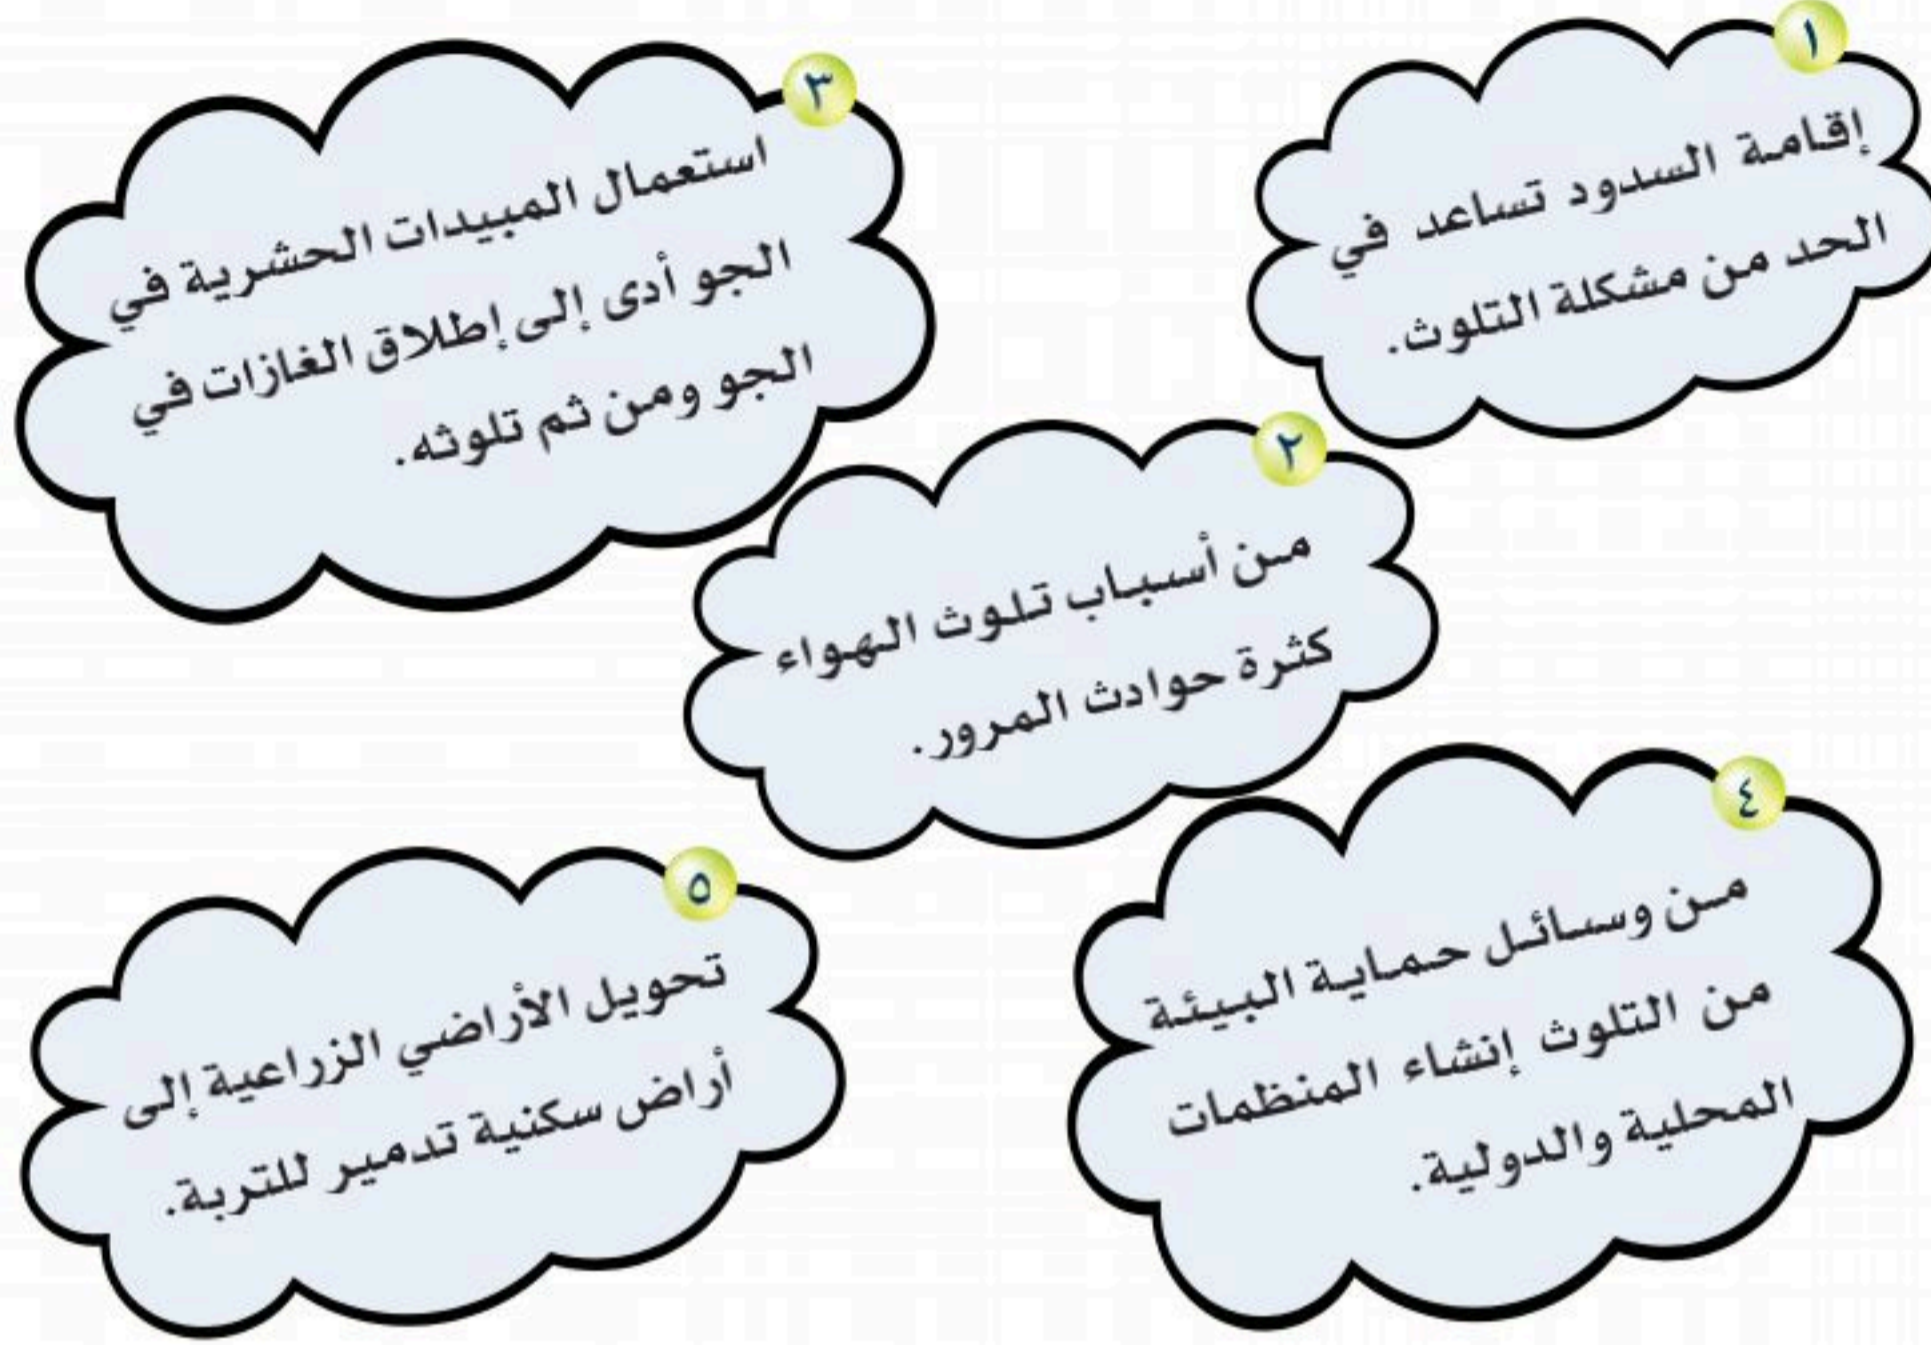 ١
إقامة السدود تساعد في
الحد من مشكلة التلوث.
٢
من أسباب تلوث الهواء
كثرة حوادث المرور.
٣
استعمال المبيدات الحشرية في
الجو أدى إلى إطلاق الغازات في
الجو ومن ثم تلوثه.
٤
من وسائل حماية البيئة
من التلوث إنشاء المنظمات
المحلية والدولية.
٥
تحويل الأراضي الزراعية إلى
أراض سكنية تدمير للتربة.